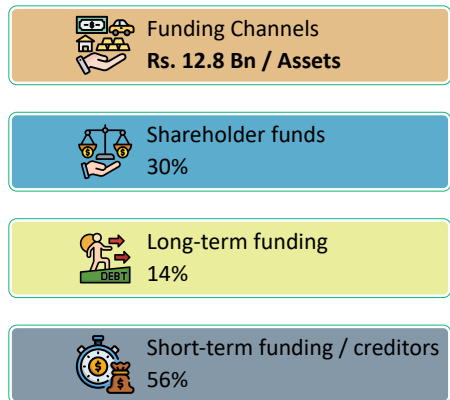 Funding Channels
Rs. 12.8 Bn / Assets
Shareholder funds
30%
Long-term funding
DEBT
14%
Short-term funding / creditors
56%